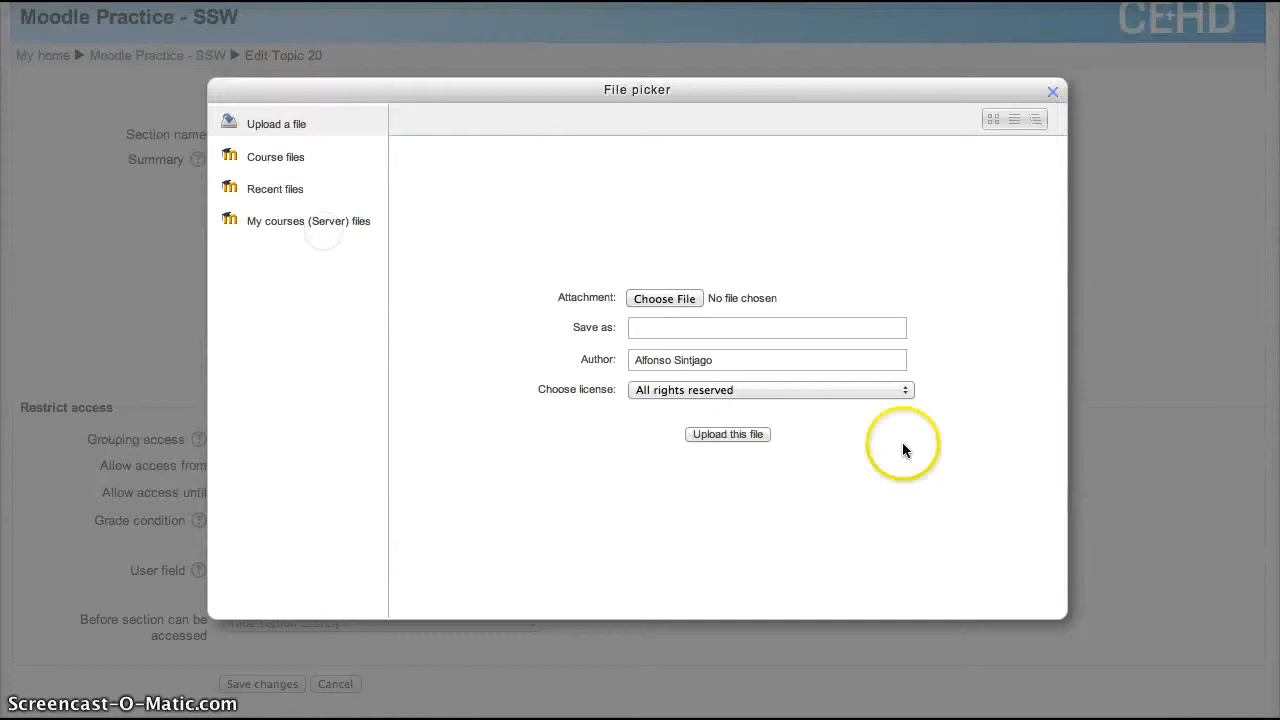 Moodle Practice - SSW
CE+HD
My home ▶ Moodle Practice - SSW ▶ Edit Topic 20
File picker
Upload a file
Course files
Recent files
My courses (Server) files
Section name
Summary
Attachment: Choose File No file chosen
Save as:
Author: Alfonso Sintjago
Choose license: All rights reserved
Upload this file
Restrict access
Grouping access
Allow access from
Allow access until
Grade condition
User field
Before section can be
accessed
Save changes Cancel
Screencast-O-Matic.com